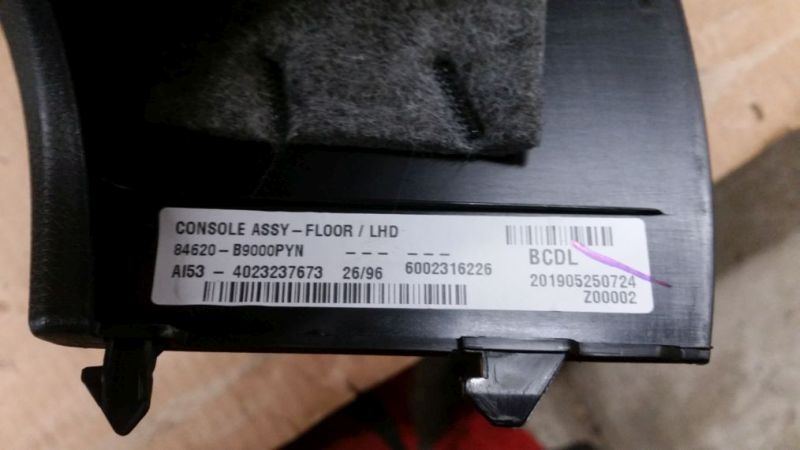 CONSOLE ASSY-FLOOR / LHD
84620-B9000PYN --- ---
AI53 - 4023237673 26/96 6002316226
BCDL
201905250724
Z00002